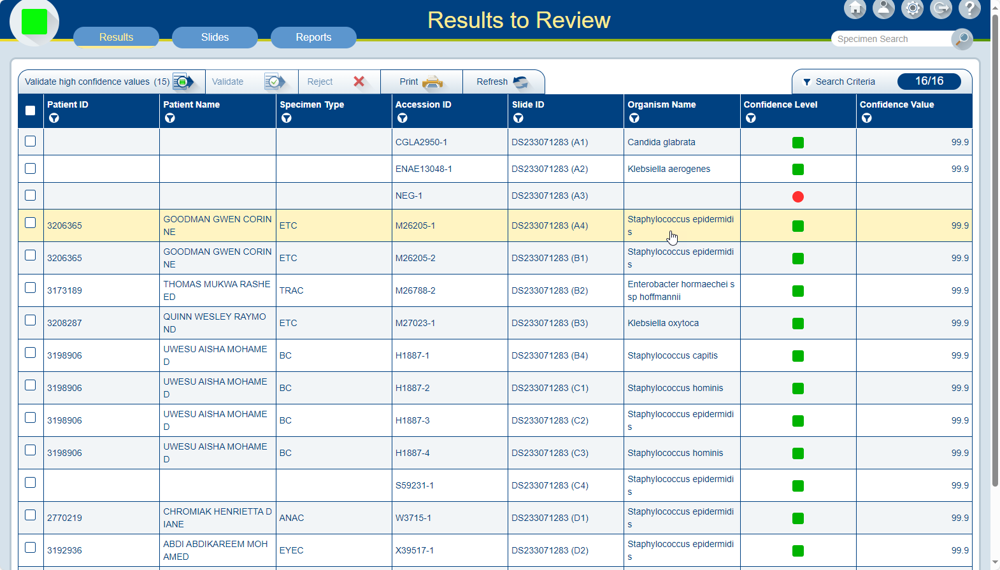 Results to Review
Results
Slides
Reports
Specimen Search
Validate high confidence values (15)
Validate
Reject
Print
Refresh
Search Criteria
16/16
Patient ID Patient Name Specimen Type Accession ID Slide ID Organism Name Confidence Level Confidence Value
CGLA2950-1 DS233071283 (A1) Candida glabrata 99.9
ENAE13048-1 DS233071283 (A2) Klebsiella aerogenes 99.9
NEG-1 DS233071283 (A3)
GOODMAN GWEN CORIN Staphylococcus epidermidi
3206365 ETC M26205-1 DS233071283 (A4) 99.9
NE s
GOODMAN GWEN CORIN Staphylococcus epidermidi
3206365 ETC M26205-2 DS233071283 (B1) 99.9
NE s
THOMAS MUKWA RASHE Enterobacter hormaechei s
3173189 TRAC M26788-2 DS233071283 (B2) 99.9
ED sp hoffmannii
QUINN WESLEY RAYMO
3208287 ETC M27023-1 DS233071283 (B3) Klebsiella oxytoca 99.9
ND
UWESU AISHA MOHAME
3198906 BC H1887-1 DS233071283 (B4) Staphylococcus capitis 99.9
D
UWESU AISHA MOHAME
3198906 BC H1887-2 DS233071283 (C1) Staphylococcus hominis 99.9
D
UWESU AISHA MOHAME Staphylococcus epidermidi
3198906 BC H1887-3 DS233071283 (C2) 99.9
D s
UWESU AISHA MOHAME
3198906 BC H1887-4 DS233071283 (C3) Staphylococcus hominis 99.9
D
Staphylococcus epidermidi
S59231-1 DS233071283 (C4) 99.9
s
CHROMIAK HENRIETTA D Staphylococcus epidermidi
2770219 ANAC W3715-1 DS233071283 (D1) 99.9
IANE s
ABDI ABDIKAREEM MOH Staphylococcus epidermidi
3192936 EYEC X39517-1 DS233071283 (D2) 99.9
AMED s